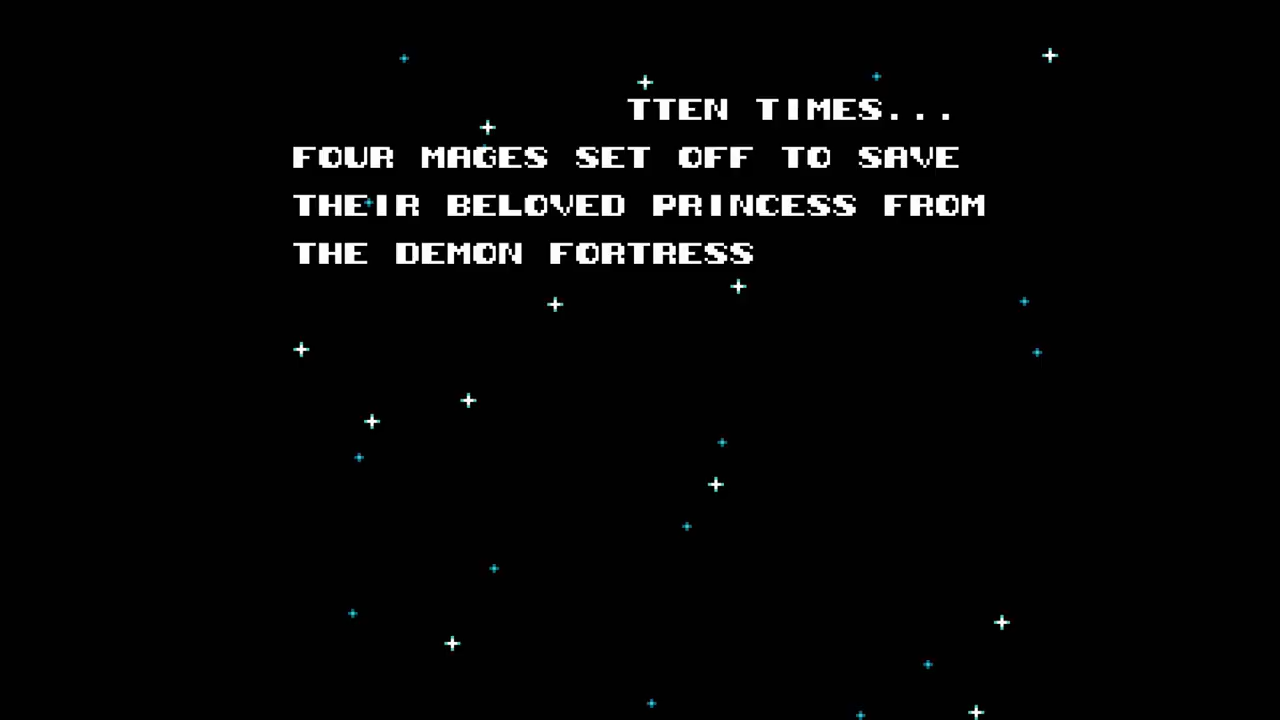 TTEN TIMES...
FOUR MAGES SET OFF TO SAVE
THEIR BELOVED PRINCESS FROM
THE DEMON FORTRESS